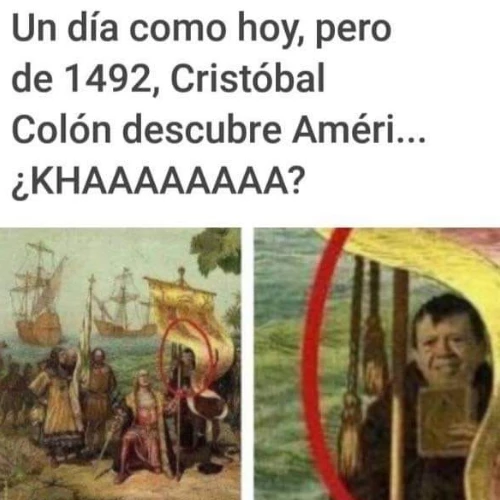 Un día como hoy, pero
de 1492, Cristóbal
Colón descubre Améri...
¿KHAAAAAAAA?